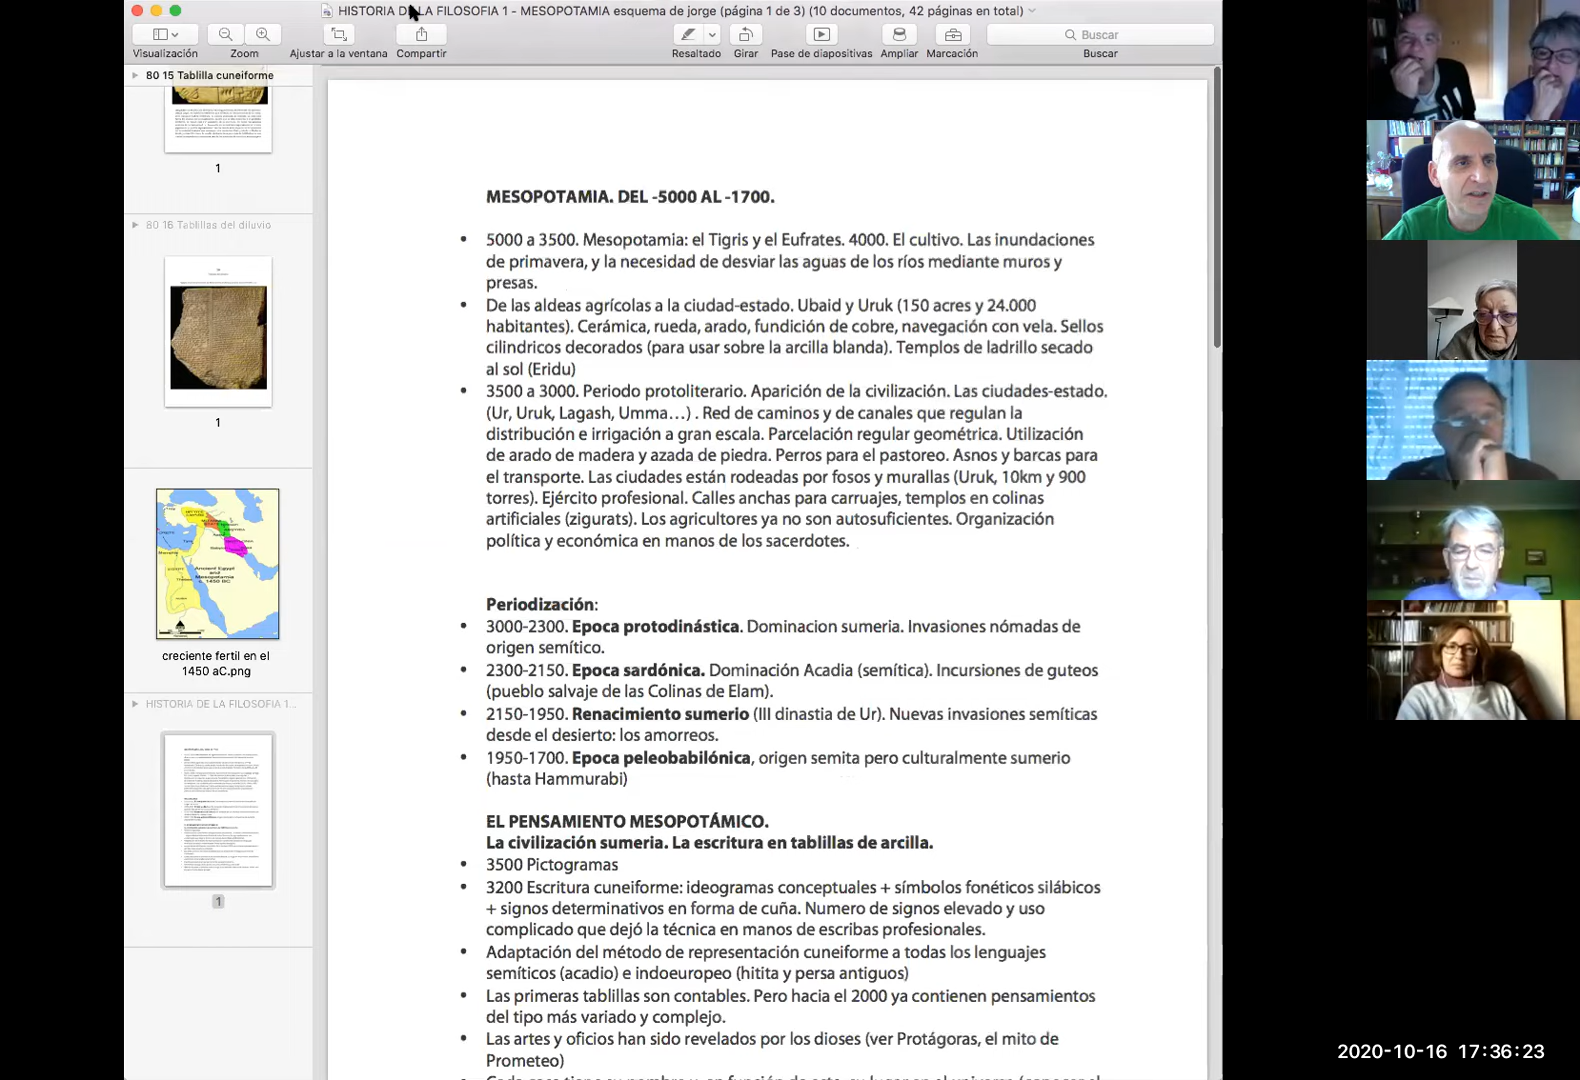 HISTORIA DE LA FILOSOFIA 1 - MESOPOTAMIA esquema de jorge (página 1 de 3) (10 documentos, 42 páginas en total)
Visualización
Zoom
Ajustar a la ventana
Compartir
Resaltado
Girar
Pase de diapositivas
Ampliar
Marcación
Buscar
Buscar
80 15 Tablilla cuneiforme
1
80 16 Tablillas del diluvio
1
Ancient Egypt
and
Mesopotamia
c. 1450 BC
creciente fertil en el
1450 aC.png
HISTORIA DE LA FILOSOFIA 1...
1
MESOPOTAMIA. DEL -5000 AL -1700.
• 5000 a 3500. Mesopotamia: el Tigris y el Eufrates. 4000. El cultivo. Las inundaciones
de primavera, y la necesidad de desviar las aguas de los ríos mediante muros y
presas.
• De las aldeas agrícolas a la ciudad-estado. Ubaid y Uruk (150 acres y 24.000
habitantes). Cerámica, rueda, arado, fundición de cobre, navegación con vela. Sellos
cilindricos decorados (para usar sobre la arcilla blanda). Templos de ladrillo secado
al sol (Eridu)
• 3500 a 3000. Periodo protoliterario. Aparición de la civilización. Las ciudades-estado.
(Ur, Uruk, Lagash, Umma...) . Red de caminos y de canales que regulan la
distribución e irrigación a gran escala. Parcelación regular geométrica. Utilización
de arado de madera y azada de piedra. Perros para el pastoreo. Asnos y barcas para
el transporte. Las ciudades están rodeadas por fosos y murallas (Uruk, 10km y 900
torres). Ejército profesional. Calles anchas para carruajes, templos en colinas
artificiales (zigurats). Los agricultores ya no son autosuficientes. Organización
política y económica en manos de los sacerdotes.
Periodización:
• 3000-2300. Epoca protodinástica. Dominacion sumeria. Invasiones nómadas de
origen semítico.
• 2300-2150. Epoca sardónica. Dominación Acadia (semítica). Incursiones de guteos
(pueblo salvaje de las Colinas de Elam).
• 2150-1950. Renacimiento sumerio (III dinastia de Ur). Nuevas invasiones semíticas
desde el desierto: los amorreos.
• 1950-1700. Epoca peleobabilónica, origen semita pero culturalmente sumerio
(hasta Hammurabi)
EL PENSAMIENTO MESOPOTÁMICO.
La civilización sumeria. La escritura en tablillas de arcilla.
• 3500 Pictogramas
• 3200 Escritura cuneiforme: ideogramas conceptuales + símbolos fonéticos silábicos
+ signos determinativos en forma de cuña. Numero de signos elevado y uso
complicado que dejó la técnica en manos de escribas profesionales.
• Adaptación del método de representación cuneiforme a todas los lenguajes
semíticos (acadio) e indoeuropeo (hitita y persa antiguos)
• Las primeras tablillas son contables. Pero hacia el 2000 ya contienen pensamientos
del tipo más variado y complejo.
• Las artes y oficios han sido revelados por los dioses (ver Protágoras, el mito de
Prometeo)
2020-10-16 17:36:23